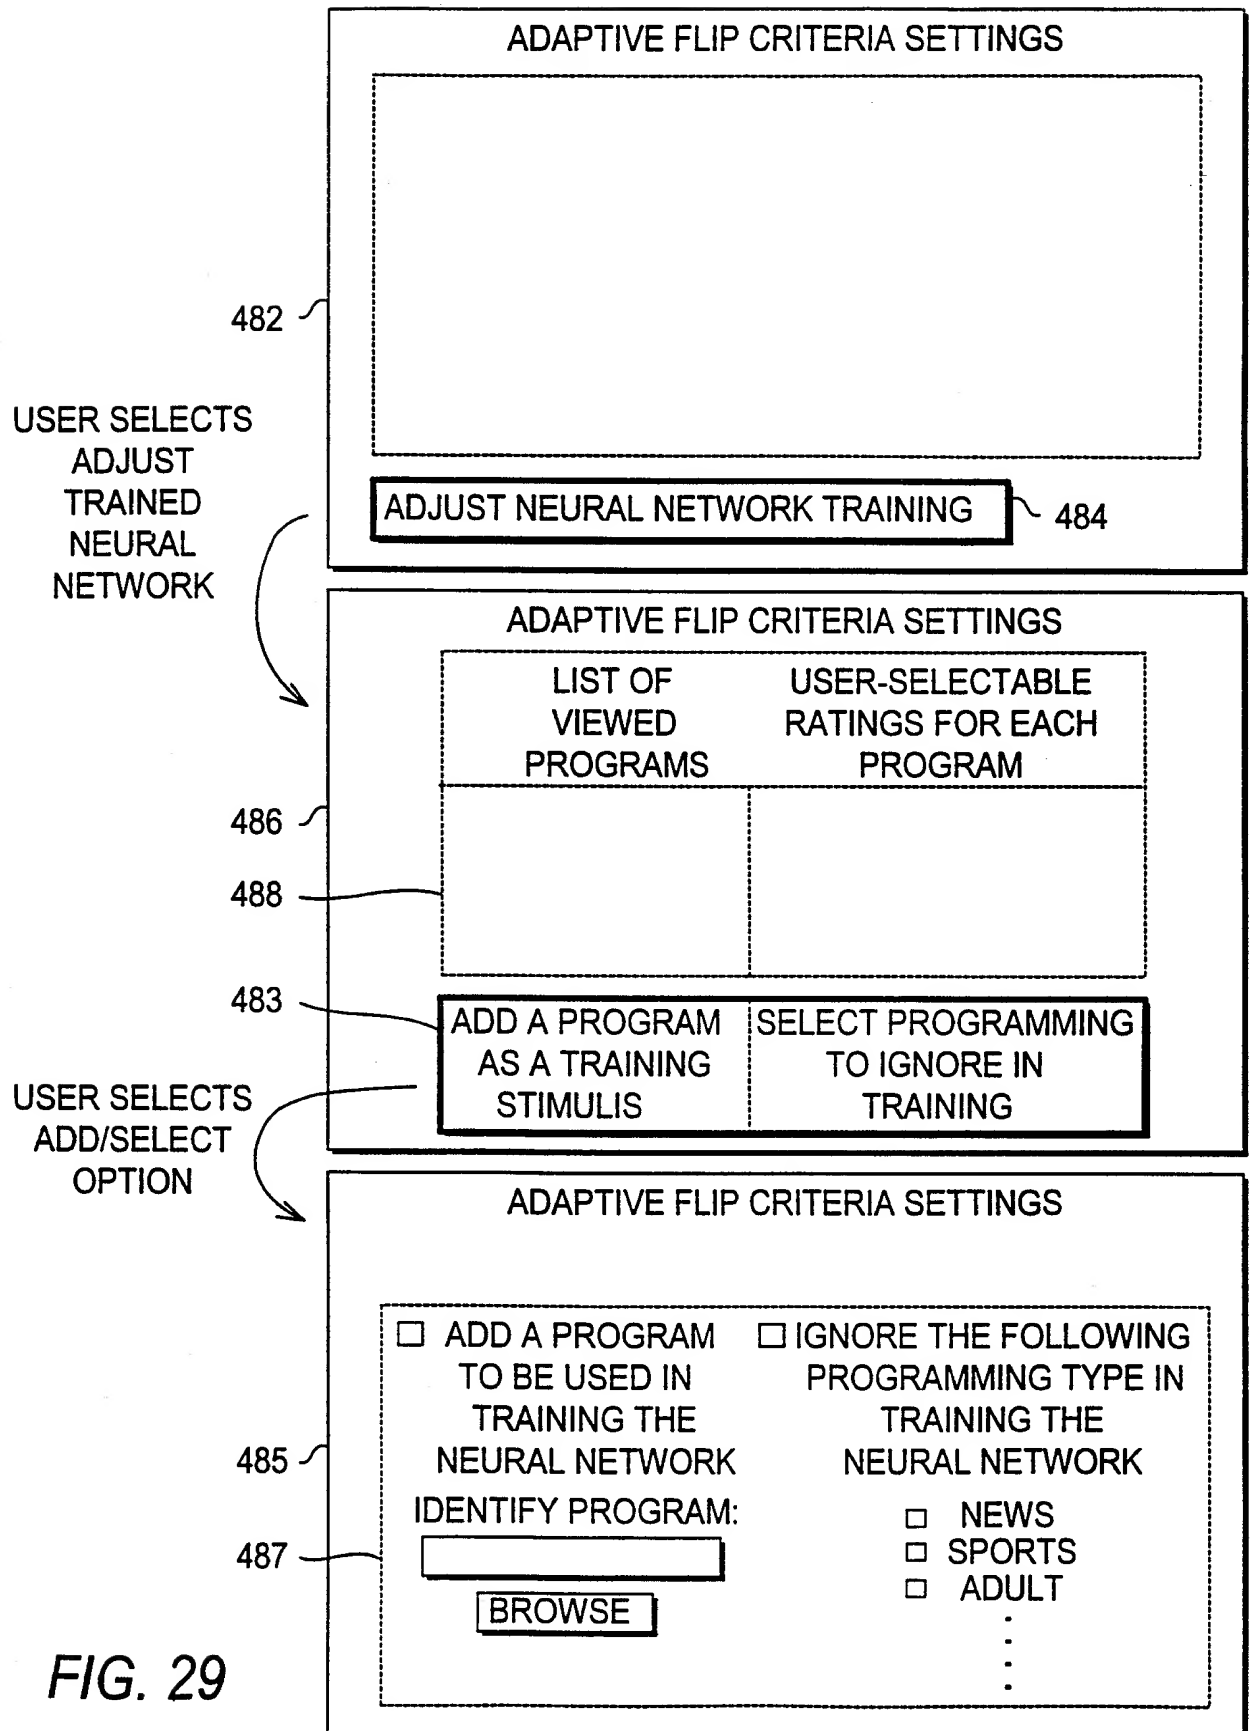 ADAPTIVE FLIP CRITERIA SETTINGS
482
USER SELECTS
ADJUST
TRAINED
NEURAL
NETWORK
ADJUST NEURAL NETWORK TRAINING
484
ADAPTIVE FLIP CRITERIA SETTINGS
LIST OF
VIEWED
PROGRAMS
USER-SELECTABLE
RATINGS FOR EACH
PROGRAM
486
488
483
ADD A PROGRAM
AS A TRAINING
STIMULIS
SELECT PROGRAMMING
TO IGNORE IN
TRAINING
USER SELECTS
ADD/SELECT
OPTION
ADAPTIVE FLIP CRITERIA SETTINGS
ADD A PROGRAM
TO BE USED IN
TRAINING THE
NEURAL NETWORK
IDENTIFY PROGRAM:
BROWSE
IGNORE THE FOLLOWING
PROGRAMMING TYPE IN
TRAINING THE
NEURAL NETWORK
NEWS
SPORTS
ADULT
485
487
FIG. 29